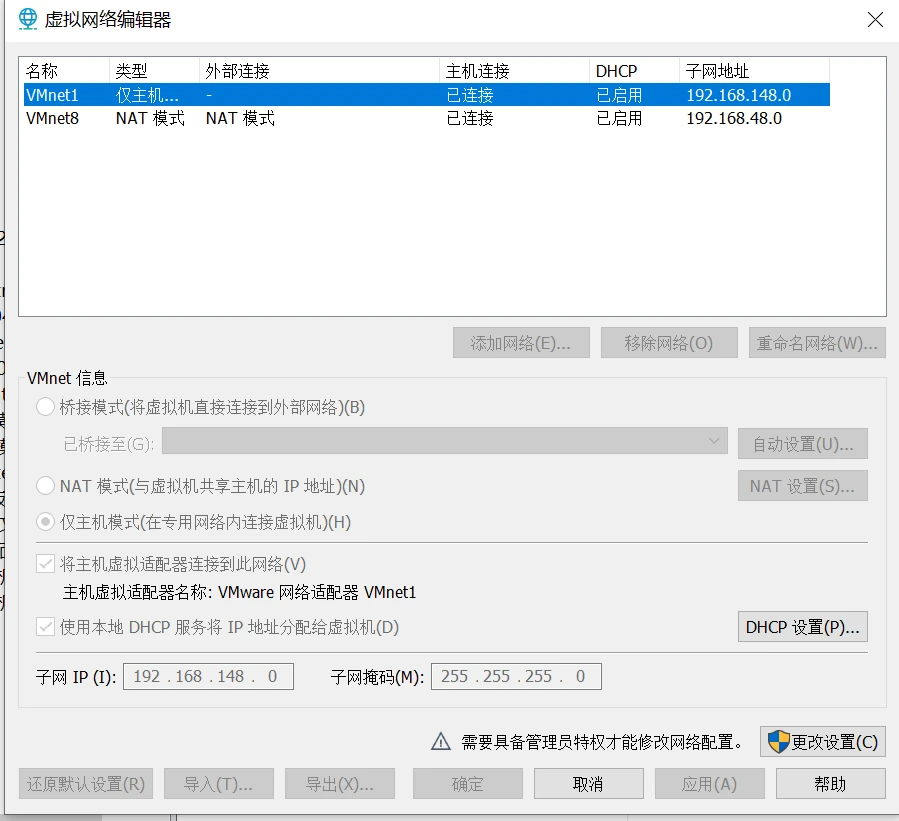 虚拟网络编辑器
名称 类型 外部连接 主机连接 DHCP 子网地址
VMnet1 仅主机... - 已连接 已启用 192.168.148.0
VMnet8 NAT 模式 NAT 模式 已连接 已启用 192.168.48.0
添加网络(E)... 移除网络(O) 重命名网络(W)...
VMnet 信息
桥接模式(将虚拟机直接连接到外部网络)(B)
已桥接至(G): 自动设置(U)...
NAT 模式(与虚拟机共享主机的 IP 地址)(N) NAT 设置(S)...
仅主机模式(在专用网络内连接虚拟机)(H)
将主机虚拟适配器连接到此网络(V)
主机虚拟适配器名称: VMware 网络适配器 VMnet1
使用本地 DHCP 服务将 IP 地址分配给虚拟机(D) DHCP 设置(P)...
子网 IP (I): 192 . 168 . 148 . 0 子网掩码(M): 255 . 255 . 255 . 0
需要具备管理员特权才能修改网络配置。 更改设置(C)
还原默认设置(R) 导入(T)... 导出(X)... 确定 取消 应用(A) 帮助